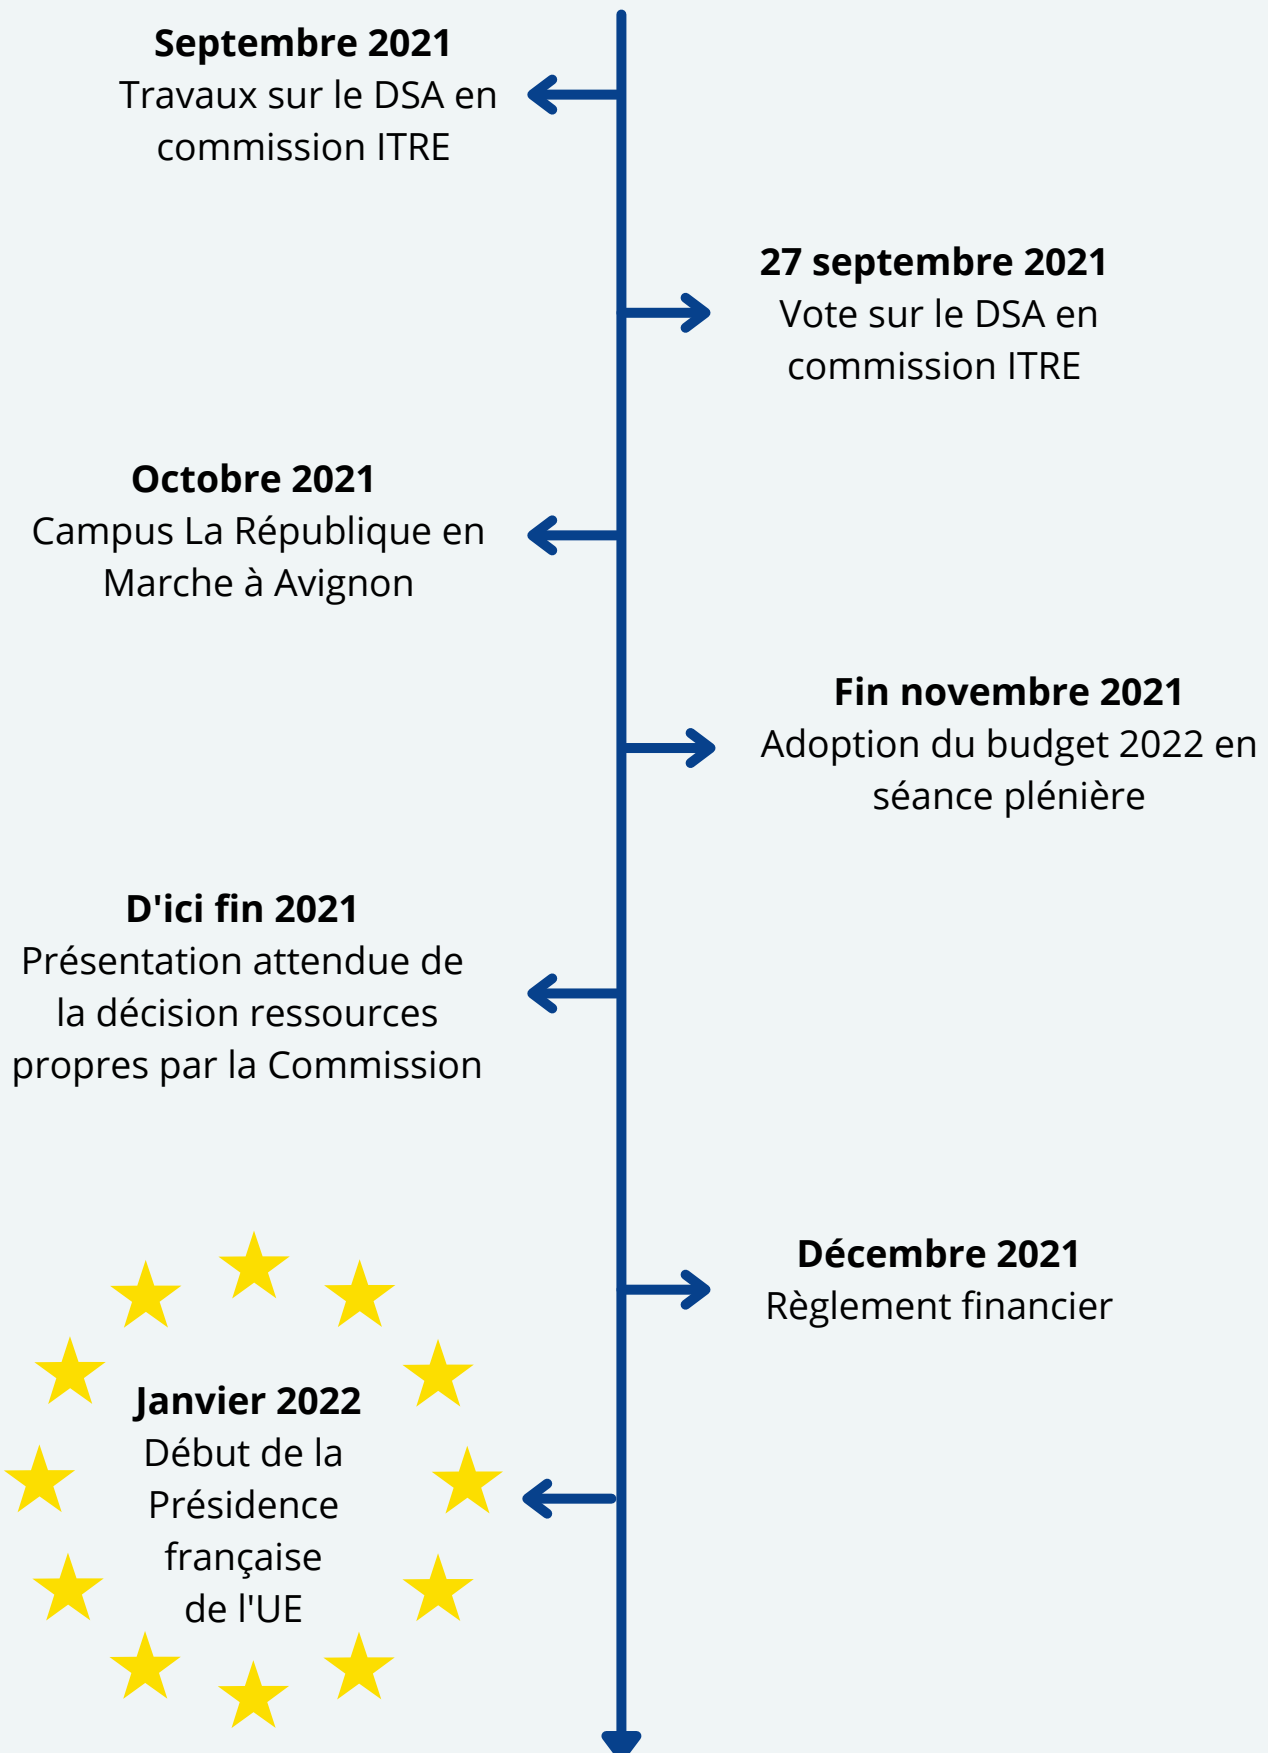 Septembre 2021
Travaux sur le DSA en
commission ITRE
27 septembre 2021
Vote sur le DSA en
commission ITRE
Octobre 2021
Campus La République en
Marche à Avignon
Fin novembre 2021
Adoption du budget 2022 en
séance plénière
D'ici fin 2021
Présentation attendue de
la décision ressources
propres par la Commission
Décembre 2021
Règlement financier
Janvier 2022
Début de la
Présidence
française
de l'UE